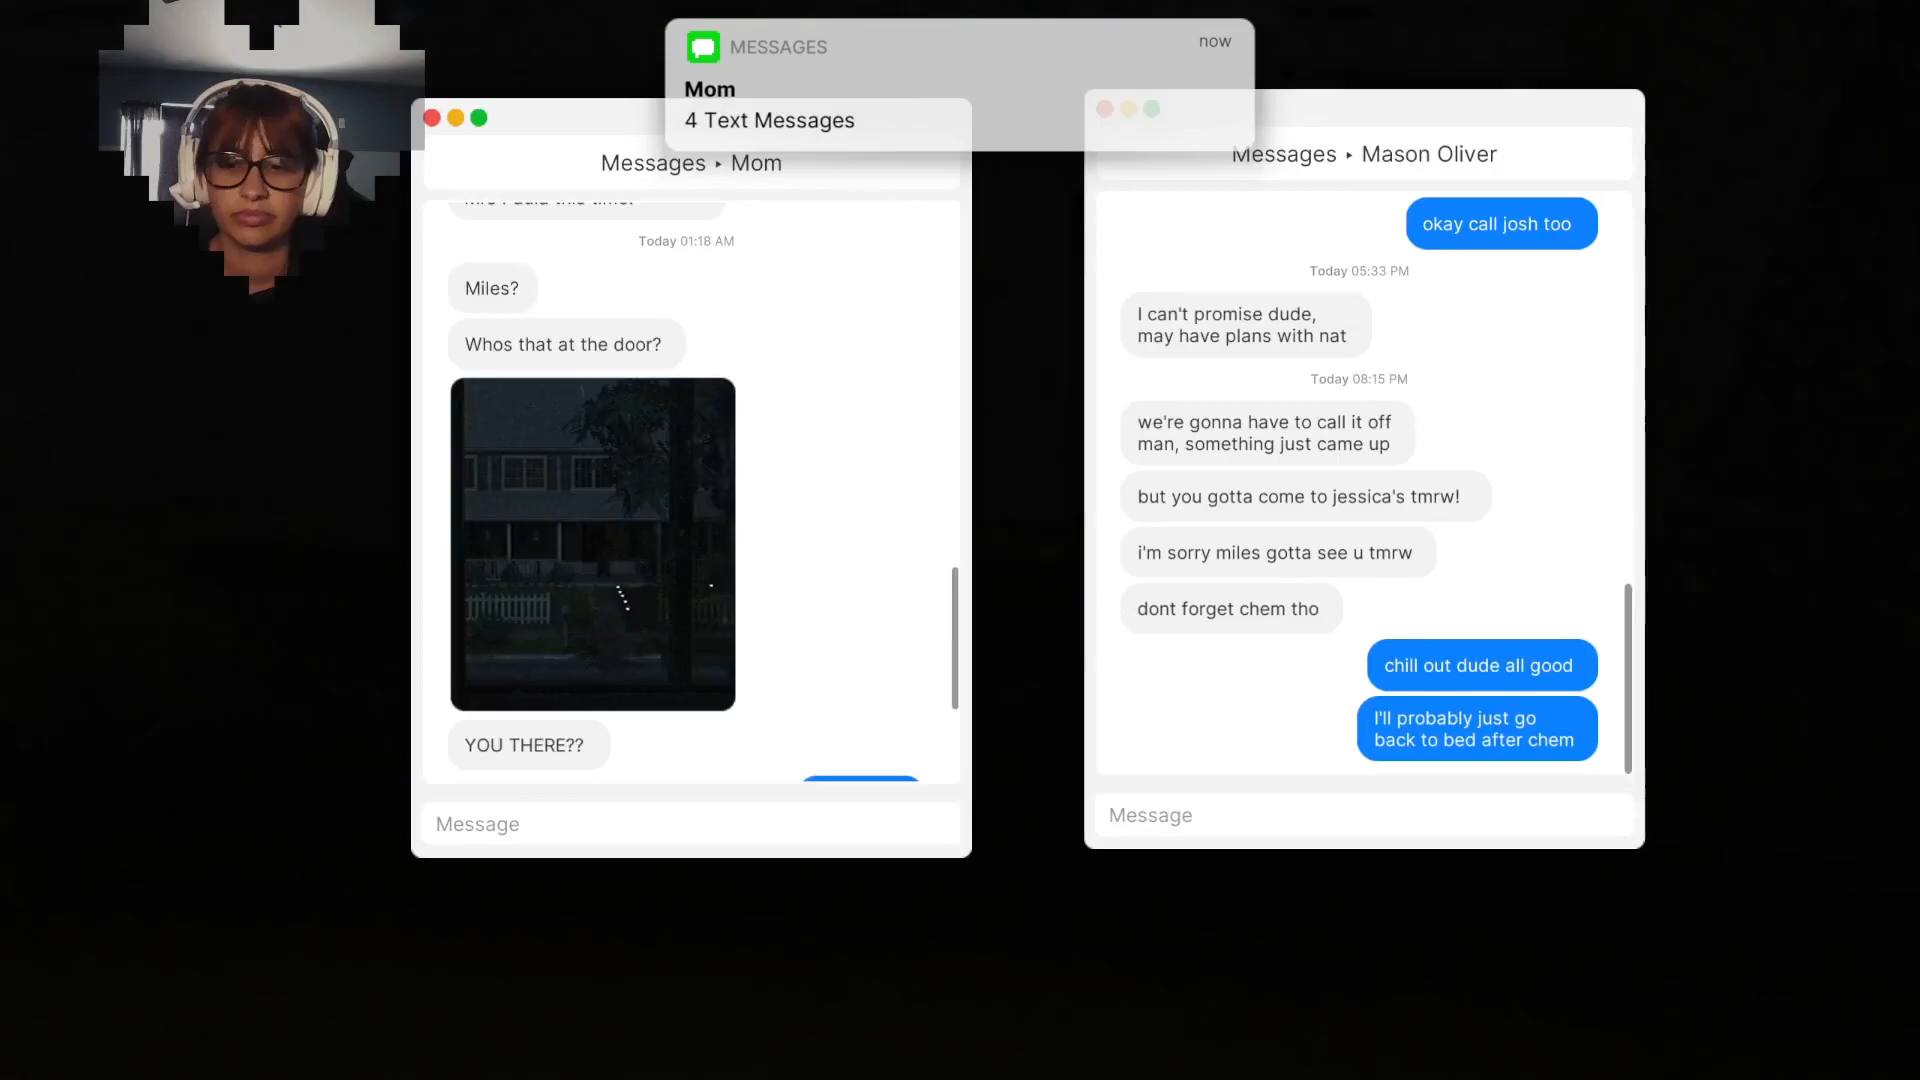 MESSAGES
now
Mom
4 Text Messages
Messages ‣ Mom
Today 01:18 AM
Miles?
Whos that at the door?
YOU THERE??
Message
Messages ‣ Mason Oliver
okay call josh too
Today 05:33 PM
I can't promise dude,
may have plans with nat
Today 08:15 PM
we're gonna have to call it off
man, something just came up
but you gotta come to jessica's tmrw!
i'm sorry miles gotta see u tmrw
dont forget chem tho
chill out dude all good
I'll probably just go
back to bed after chem
Message